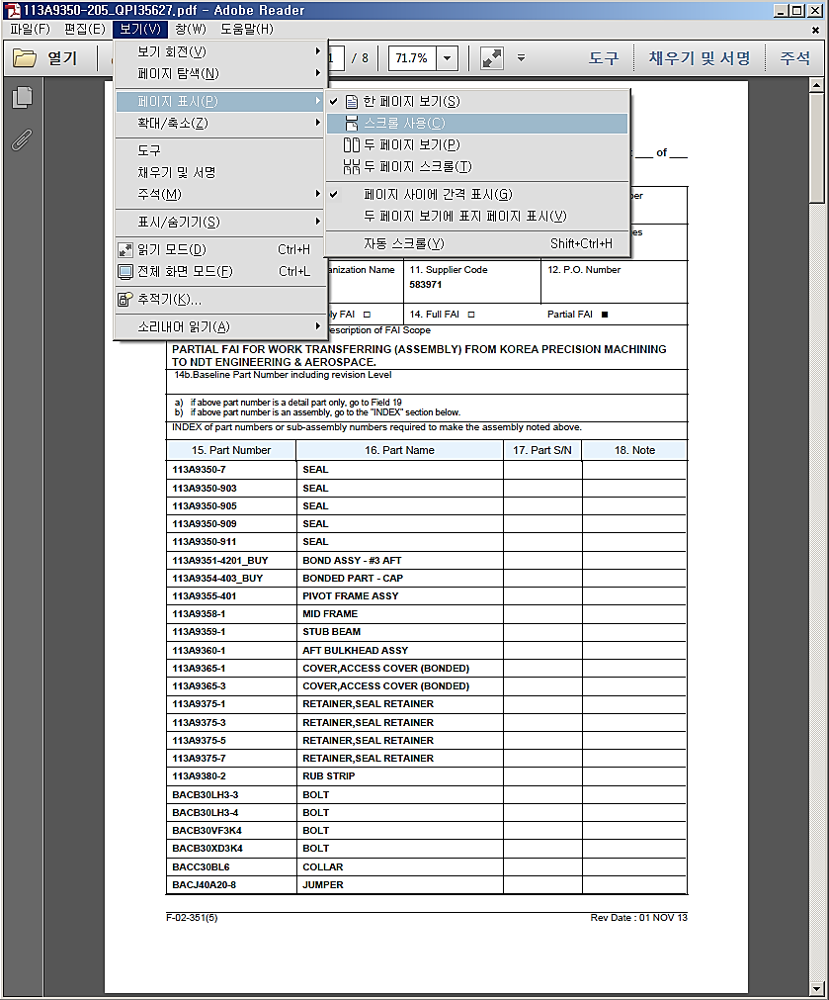 113A9350-205_QPI35627.pdf - Adobe Reader
파일(F) 편집(E) 보기(V) 창(W) 도움말(H)
열기 / 8 71.7% 도구 채우기 및 서명 주석
보기 회전(V)
페이지 탐색(N)
페이지 표시(P)
확대/축소(Z)
도구
채우기 및 서명
주석(M)
표시/숨기기(S)
읽기 모드(D) Ctrl+H
전체 화면 모드(F) Ctrl+L
추적기(K)...
소리내어 읽기(A)
한 페이지 보기(S)
스크롤 사용(C)
두 페이지 보기(P)
두 페이지 스크롤(T)
페이지 사이에 간격 표시(G)
두 페이지 보기에 표지 페이지 표시(V)
자동 스크롤(Y) Shift+Ctrl+H
___ of ___
11. Supplier Code 12. P.O. Number
Name
583971
FAI □ 14. Full FAI □ Partial FAI ■
of FAI Scope
PARTIAL FAI FOR WORK TRANSFERRING (ASSEMBLY) FROM KOREA PRECISION MACHINING
TO NDT ENGINEERING & AEROSPACE.
14b.Baseline Part Number including revision Level
a) if above part number is a detail part only, go to Field 19
b) if above part number is an assembly, go to the "INDEX" section below.
INDEX of part numbers or sub-assembly numbers required to make the assembly noted above.
15. Part Number 16. Part Name 17. Part S/N 18. Note
113A9350-7 SEAL
113A9350-903 SEAL
113A9350-905 SEAL
113A9350-909 SEAL
113A9350-911 SEAL
113A9351-4201_BUY BOND ASSY - #3 AFT
113A9354-403_BUY BONDED PART - CAP
113A9355-401 PIVOT FRAME ASSY
113A9358-1 MID FRAME
113A9359-1 STUB BEAM
113A9360-1 AFT BULKHEAD ASSY
113A9365-1 COVER,ACCESS COVER (BONDED)
113A9365-3 COVER,ACCESS COVER (BONDED)
113A9375-1 RETAINER,SEAL RETAINER
113A9375-3 RETAINER,SEAL RETAINER
113A9375-5 RETAINER,SEAL RETAINER
113A9375-7 RETAINER,SEAL RETAINER
113A9380-2 RUB STRIP
BACB30LH3-3 BOLT
BACB30LH3-4 BOLT
BACB30VF3K4 BOLT
BACB30XD3K4 BOLT
BACC30BL6 COLLAR
BACJ40A20-8 JUMPER
F-02-351(5) Rev Date : 01 NOV 13